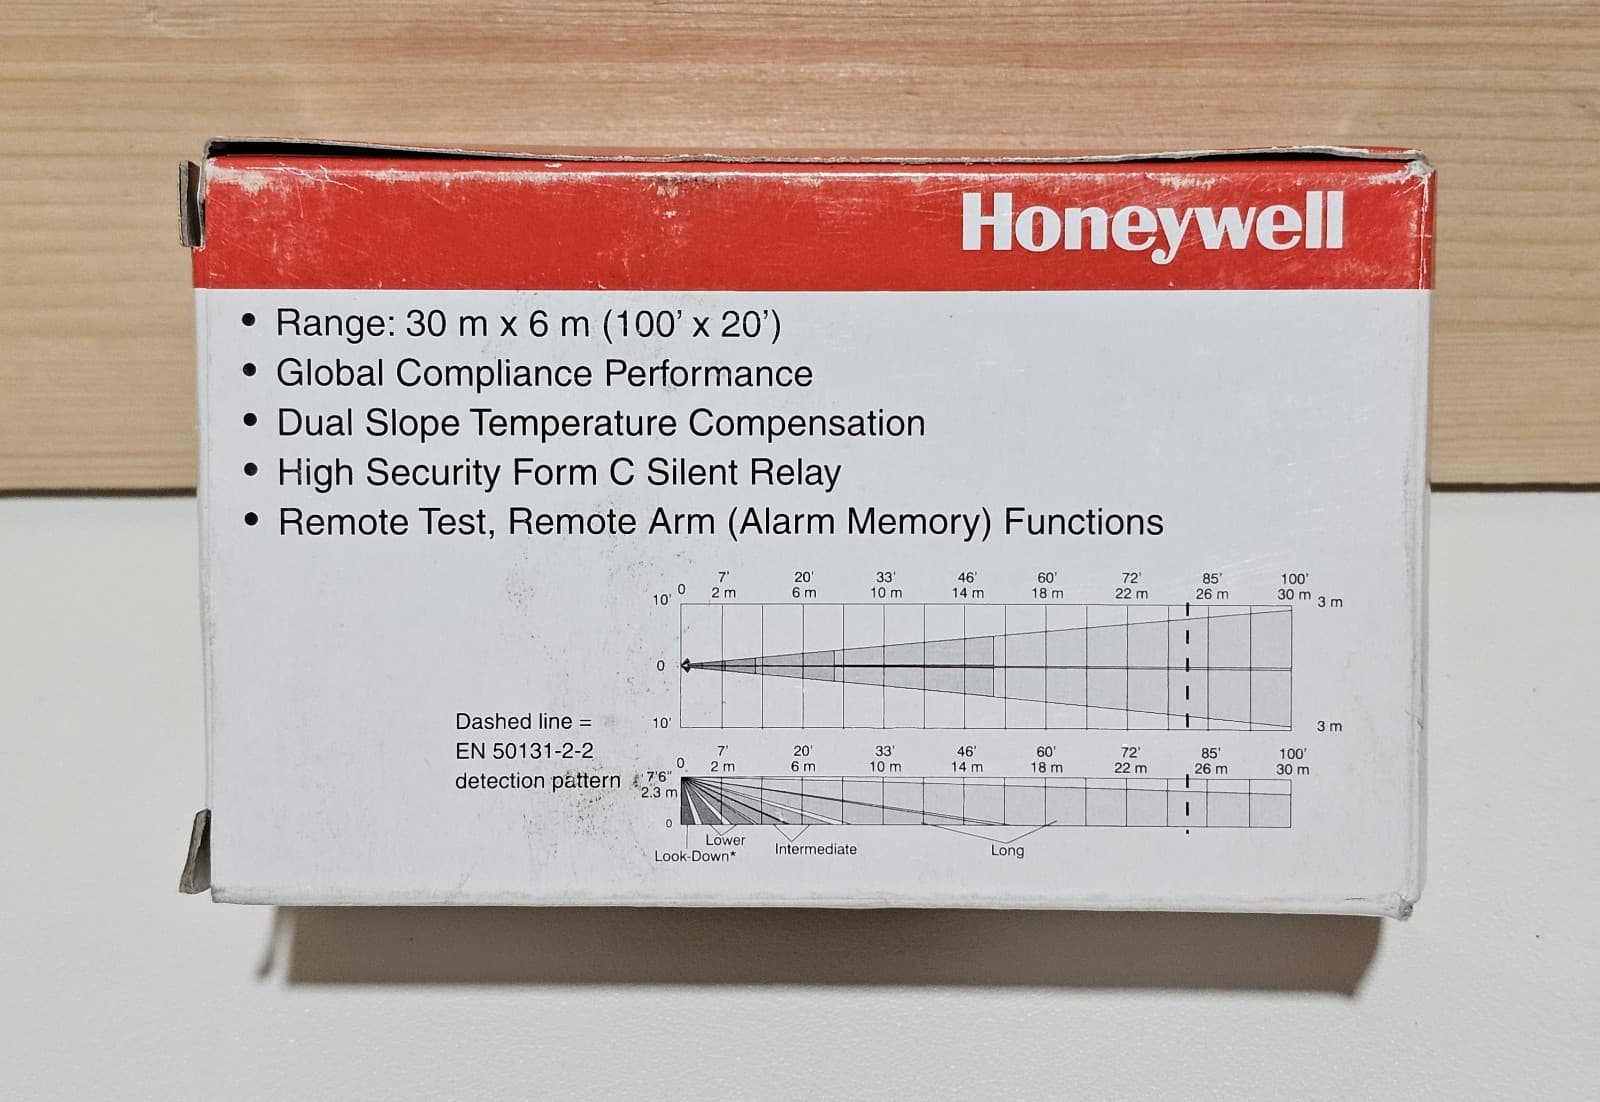 Honeywell
• Range: 30 m x 6 m (100' x 20')
• Global Compliance Performance
• Dual Slope Temperature Compensation
• High Security Form C Silent Relay
• Remote Test, Remote Arm (Alarm Memory) Functions
0 7' 20' 33' 46' 60' 72' 85' 100'
2 m 6 m 10 m 14 m 18 m 22 m 26 m 30 m
10' 3 m
0
10' 3 m
Dashed line =
EN 50131-2-2
detection pattern
0 7' 20' 33' 46' 60' 72' 85' 100'
2 m 6 m 10 m 14 m 18 m 22 m 26 m 30 m
7'6"
2.3 m
0
Lower
Look-Down*
Intermediate
Long